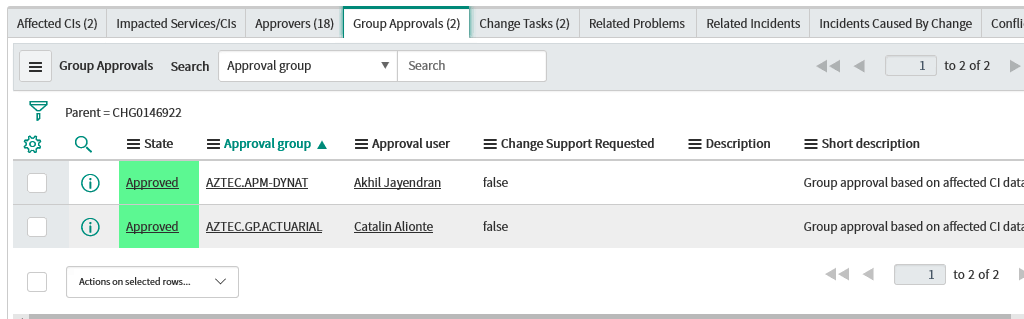 Affected CIs (2) Impacted Services/CIs Approvers (18) Group Approvals (2) Change Tasks (2) Related Problems Related Incidents Incidents Caused By Change Confli
Group Approvals Search Approval group Search 1 to 2 of 2
Parent = CHG0146922
State Approval group Approval user Change Support Requested Description Short description
Approved AZTEC.APM-DYNAT Akhil Jayendran false Group approval based on affected CI data
Approved AZTEC.GP.ACTUARIAL Catalin Alionte false Group approval based on affected CI data
Actions on selected rows... 1 to 2 of 2